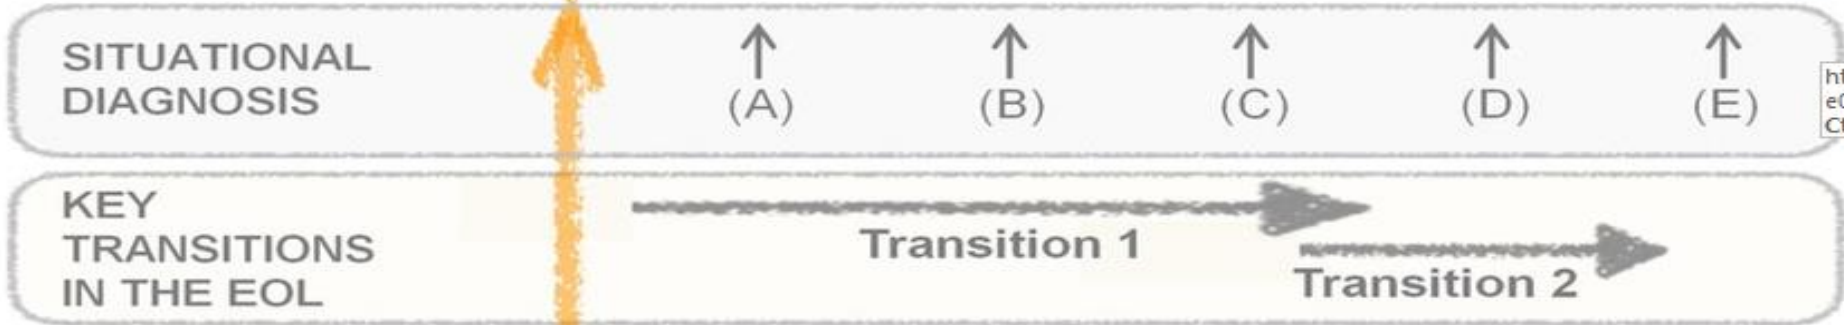 SITUATIONAL
DIAGNOSIS
(A) (B) (C) (D) (E)
KEY
TRANSITIONS
IN THE EOL
Transition 1
Transition 2